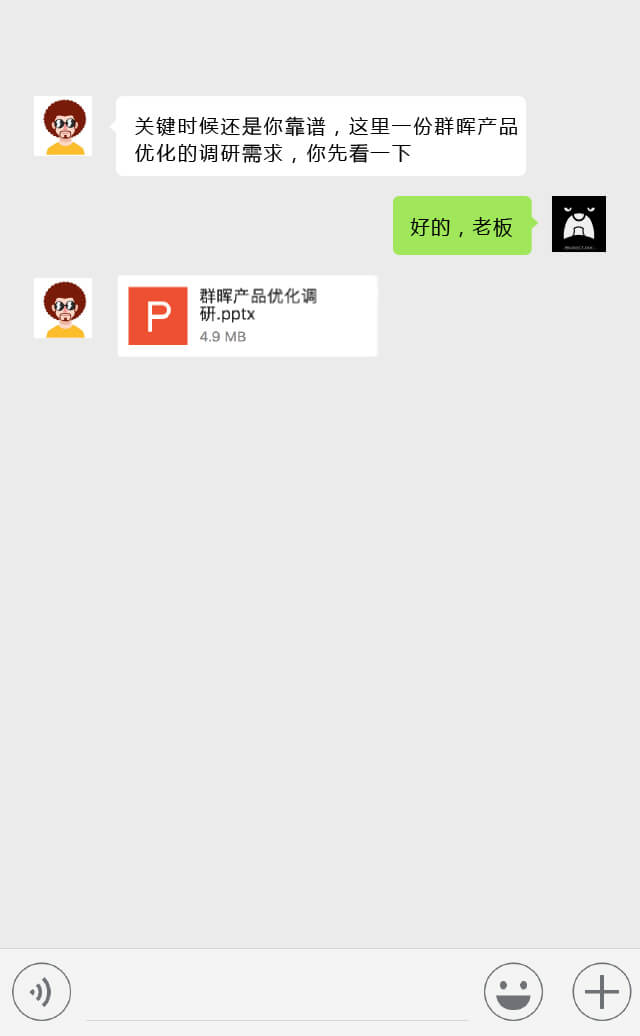 关键时候还是你靠谱，这里一份群晖产品
优化的调研需求，你先看一下
好的，老板
P
群晖产品优化调
研.pptx
4.9 MB